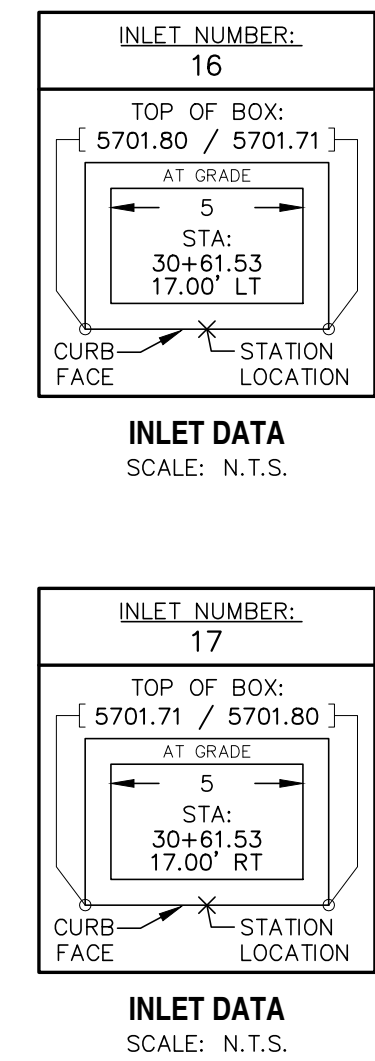 INLET NUMBER:
16
TOP OF BOX:
[ 5701.80 / 5701.71 ]
AT GRADE
5
STA:
30+61.53
17.00' LT
CURB FACE
STATION LOCATION
INLET DATA
SCALE: N.T.S.
INLET NUMBER:
17
TOP OF BOX:
[ 5701.71 / 5701.80 ]
AT GRADE
5
STA:
30+61.53
17.00' RT
CURB FACE
STATION LOCATION
INLET DATA
SCALE: N.T.S.